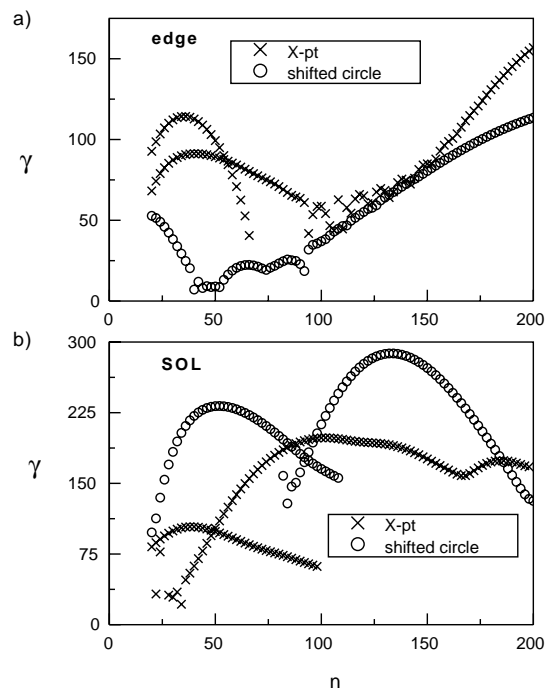 a)
edge
× X-pt
○ shifted circle
150
100
50
0
γ
0 50 100 150 200
b)
SOL
300
225
150
75
0
γ
× X-pt
○ shifted circle
0 50 100 150 200
n